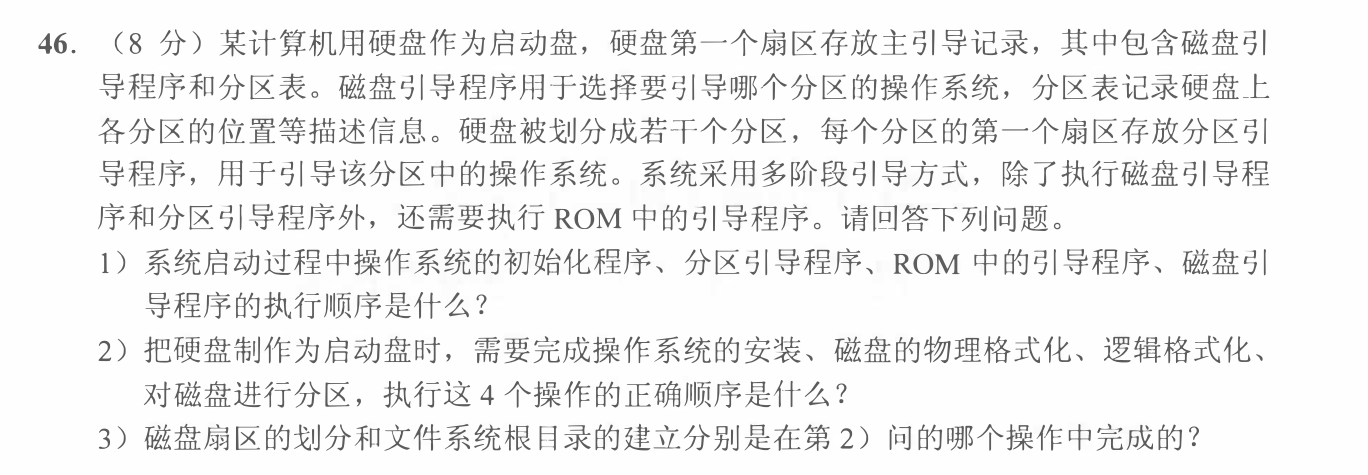 46. （8 分）某计算机用硬盘作为启动盘，硬盘第一个扇区存放主引导记录，其中包含磁盘引
导程序和分区表。磁盘引导程序用于选择要引导哪个分区的操作系统，分区表记录硬盘上
各分区的位置等描述信息。硬盘被划分成若干个分区，每个分区的第一个扇区存放分区引
导程序，用于引导该分区中的操作系统。系统采用多阶段引导方式，除了执行磁盘引导程
序和分区引导程序外，还需要执行 ROM 中的引导程序。请回答下列问题。
1）系统启动过程中操作系统的初始化程序、分区引导程序、ROM 中的引导程序、磁盘引
导程序的执行顺序是什么？
2）把硬盘制作为启动盘时，需要完成操作系统的安装、磁盘的物理格式化、逻辑格式化、
对磁盘进行分区，执行这 4 个操作的正确顺序是什么？
3）磁盘扇区的划分和文件系统根目录的建立分别是在第 2）问的哪个操作中完成的？